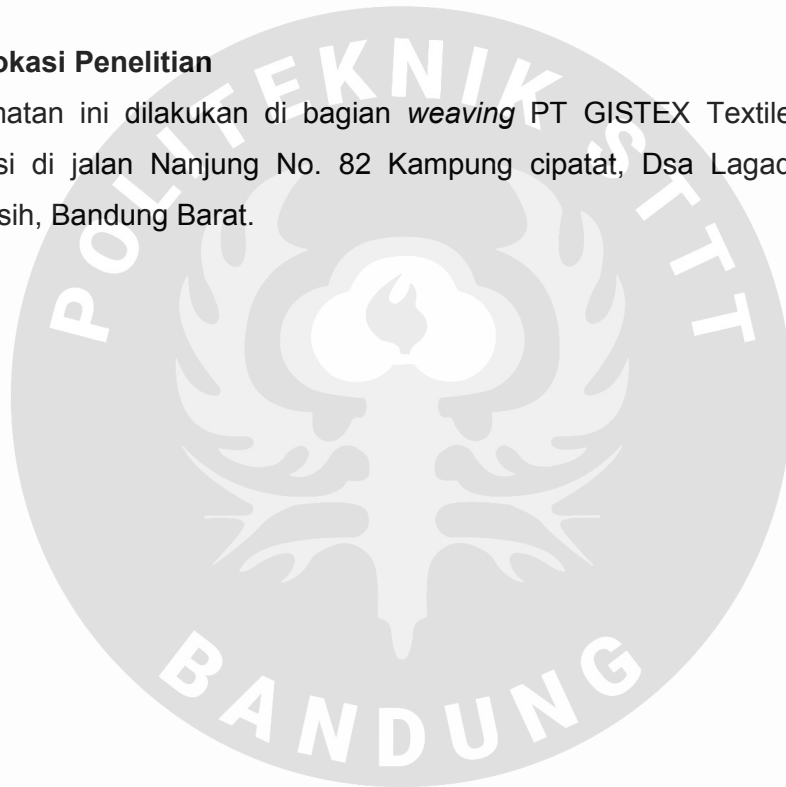 okasi Penelitian
natan ini dilakukan di bagian weaving PT GISTEX Textile
si di jalan Nanjung No. 82 Kampung cipatat, Dsa Lagad
sih, Bandung Barat.
POLITEKNIK STTT
BANDUNG